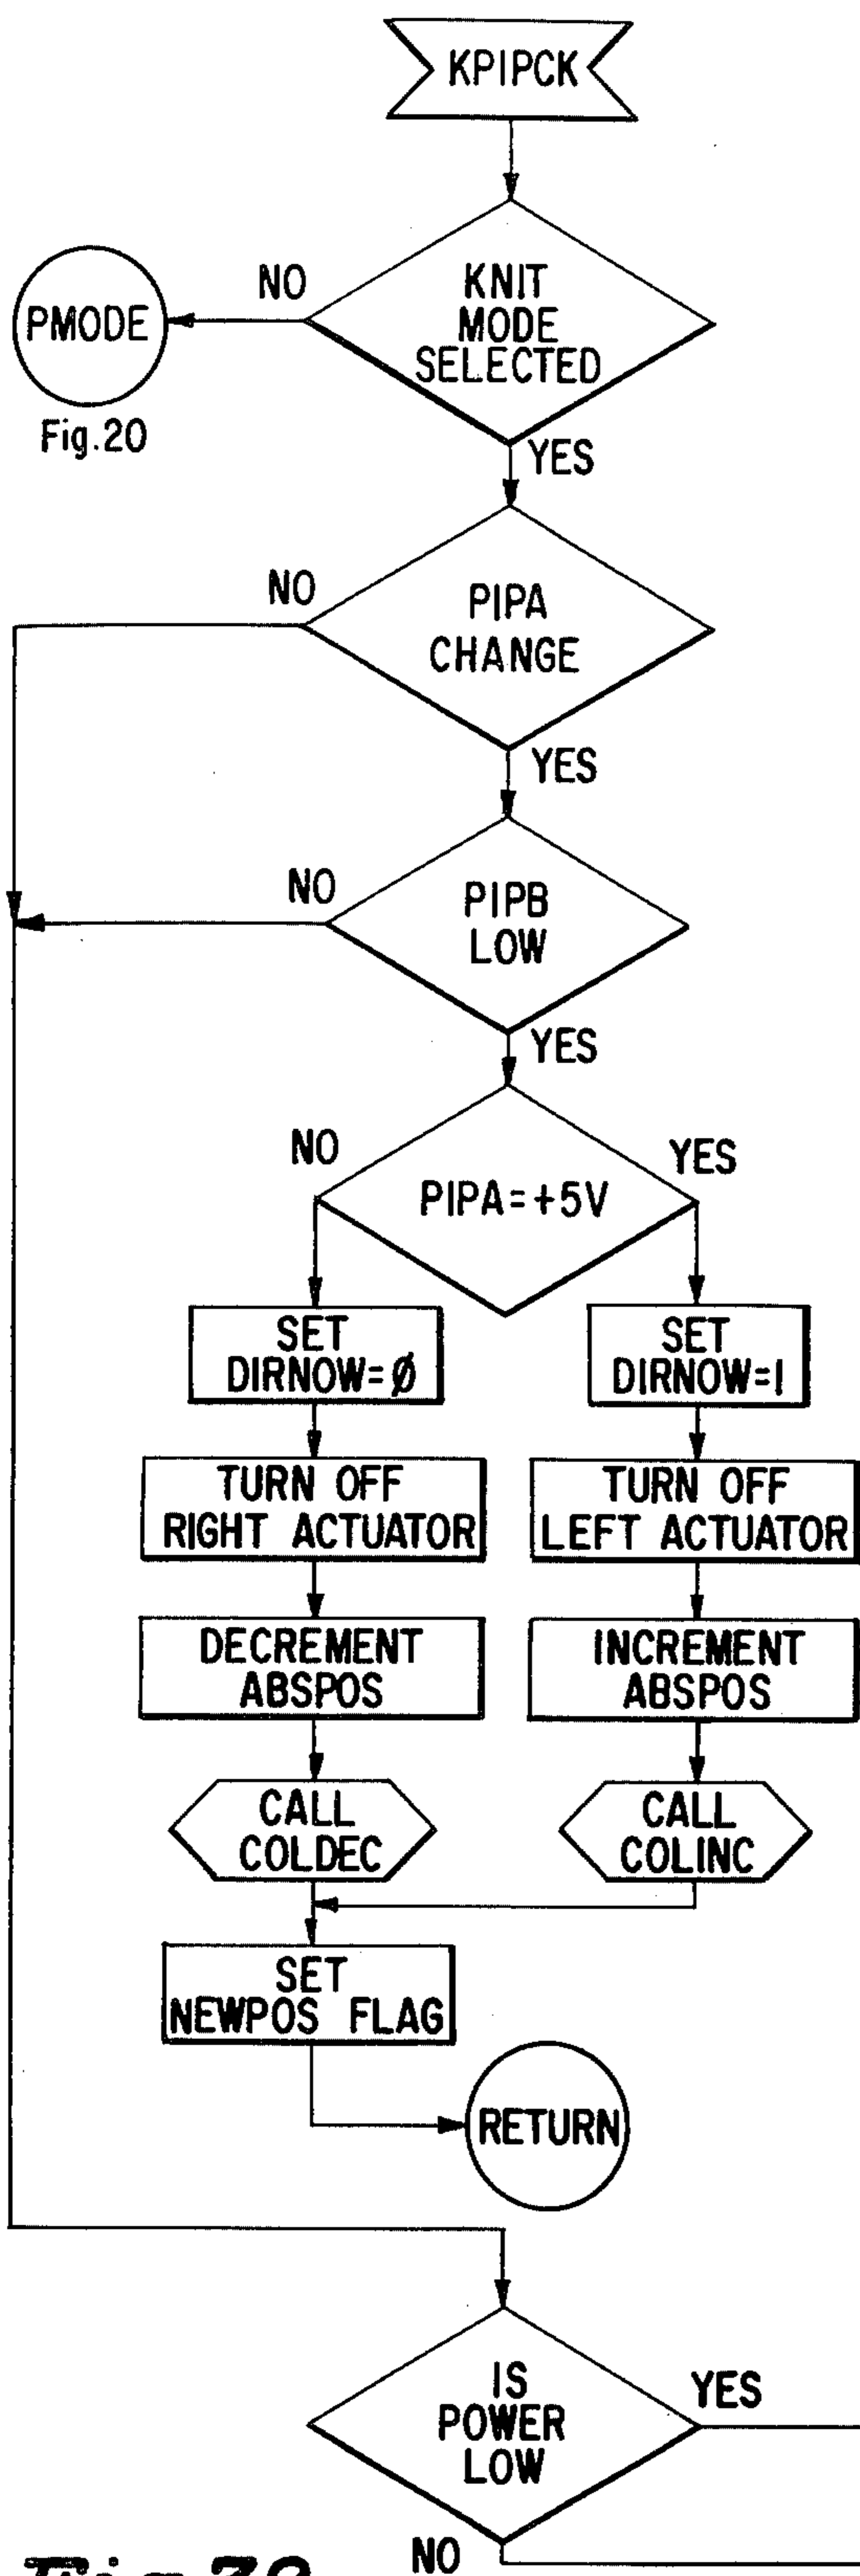 KPIPCK
KNIT
MODE
SELECTED
NO
PMODE
Fig.20
YES
PIPA
CHANGE
NO
YES
PIPB
LOW
NO
YES
PIPA=+5V
NO
YES
SET
DIRNOW=Ø
SET
DIRNOW=1
TURN OFF
RIGHT ACTUATOR
TURN OFF
LEFT ACTUATOR
DECREMENT
ABSPOS
INCREMENT
ABSPOS
CALL
COLDEC
CALL
COLINC
SET
NEWPOS FLAG
RETURN
IS
POWER
LOW
YES
NO